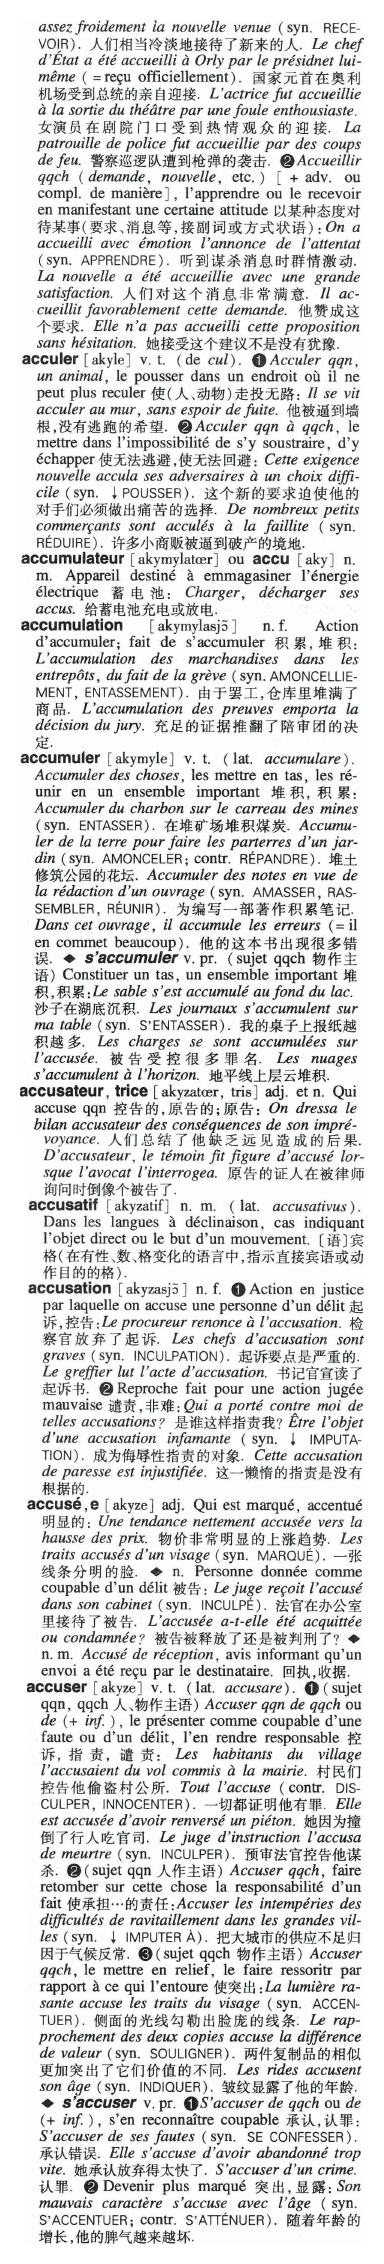 assez froidement la nouvelle venue (syn. RECE-
VOIR). 人们相当冷淡地接待了新来的人. Le chef
d'État a été accueilli à Orly par le présidnet lui-
même (=reçu officiellement). 国家元首在奥利
机场受到总统的亲自迎接. L'actrice fut accueillie
à la sortie du théâtre par une foule enthousiaste.
女演员在剧院门口受到热情观众的迎接. La
patrouille de police fut accueillie par des coups
de feu. 警察巡逻队遭到枪弹的袭击. ❷Accueillir
qqch (demande, nouvelle, etc.) [+ adv. ou
compl. de manière], l'apprendre ou le recevoir
en manifestant une certaine attitude 以某种态度对
待某事(要求、消息等,接副词或方式状语):On a
accueilli avec émotion l'annonce de l'attentat
(syn. APPRENDRE). 听到谋杀消息时群情激动.
La nouvelle a été accueillie avec une grande
satisfaction. 人们对这个消息非常满意. Il ac-
cueillit favorablement cette demande. 他赞成这
个要求. Elle n'a pas accueilli cette proposition
sans hésitation. 她接受这个建议不是没有犹豫.
acculer [akyle] v. t. (de cul). ❶Acculer qqn,
un animal, le pousser dans un endroit où il ne
peut plus reculer 使(人、动物)走投无路: Il se vit
acculer au mur, sans espoir de fuite. 他被逼到墙
根,没有逃跑的希望. ❷Acculer qqn à qqch, le
mettre dans l'impossibilité de s'y soustraire, d'y
échapper 使无法逃避,使无法回避: Cette exigence
nouvelle accula ses adversaires à un choix diffi-
cile (syn. ↓POUSSER). 这个新的要求迫使他的
对手们必须做出痛苦的选择. De nombreux petits
commerçants sont acculés à la faillite (syn.
RÉDUIRE). 许多小商贩被逼到破产的境地.
accumulateur [akymylatœr] ou accu [aky] n.
m. Appareil destiné à emmagasiner l'énergie
électrique 蓄电池: Charger, décharger ses
accus. 给蓄电池充电或放电.
accumulation [akymylasjɔ̃] n. f. Action
d'accumuler; fait de s'accumuler 积累,堆积:
L'accumulation des marchandises dans les
entrepôts, du fait de la grève (syn. AMONCELLIE-
MENT, ENTASSEMENT). 由于罢工,仓库里堆满了
商品. L'accumulation des preuves emporta la
décision du jury. 充足的证据推翻了陪审团的决
定.
accumuler [akymyle] v. t. (lat. accumulare).
Accumuler des choses, les mettre en tas, les ré-
unir en un ensemble important 堆积,积累:
Accumuler du charbon sur le carreau des mines
(syn. ENTASSER). 在堆矿场堆积煤炭. Accumu-
ler de la terre pour faire les parterres d'un jar-
din (syn. AMONCELER; contr. RÉPANDRE). 堆土
修筑公园的花坛. Accumuler des notes en vue de
la rédaction d'un ouvrage (syn. AMASSER, RAS-
SEMBLER, RÉUNIR). 为编写一部著作积累笔记.
Dans cet ouvrage, il accumule les erreurs (=il
en commet beaucoup). 他的这本书出现很多错
误. ◆ s'accumuler v. pr. (sujet qqch 物作主
语) Constituer un tas, un ensemble important 堆
积,积累:Le sable s'est accumulé au fond du lac.
沙子在湖底沉积. Les journaux s'accumulent sur
ma table (syn. S'ENTASSER). 我的桌子上报纸越
积越多. Les charges se sont accumulées sur
l'accusée. 被告受控很多罪名. Les nuages
s'accumulent à l'horizon. 地平线上层云堆积.
accusateur, trice [akyzatœr, tris] adj. et n. Qui
accuse qqn 控告的,原告的;原告: On dressa le
bilan accusateur des conséquences de son impré-
voyance. 人们总结了他缺乏远见造成的后果.
D'accusateur, le témoin fit figure d'accusé lor-
sque l'avocat l'interrogea. 原告的证人在被律师
询问时倒像个被告了.
accusatif [akyzatif] n. m. (lat. accusativus).
Dans les langues à déclinaison, cas indiquant
l'objet direct ou le but d'un mouvement. [语]宾
格(在有性、数、格变化的语言中,指示直接宾语或动
作目的的格).
accusation [akyzasjɔ̃] n. f. ❶Action en justice
par laquelle on accuse une personne d'un délit 起
诉,控告:Le procureur renonce à l'accusation. 检
察官放弃了起诉. Les chefs d'accusation sont
graves (syn. INCULPATION). 起诉要点是严重的.
Le greffier lut l'acte d'accusation. 书记官宣读了
起诉书. ❷Reproche fait pour une action jugée
mauvaise 谴责,非难:Qui a porté contre moi de
telles accusations? 是谁这样指责我? Être l'objet
d'une accusation infamante (syn. ↓ IMPUTA-
TION). 成为侮辱性指责的对象. Cette accusation
de paresse est injustifiée. 这一懒惰的指责是没有
根据的.
accusé,e [akyze] adj. Qui est marqué, accentué
明显的: Une tendance nettement accusée vers la
hausse des prix. 物价非常明显的上涨趋势. Les
traits accusés d'un visage (syn. MARQUÉ). 一张
线条分明的脸. ◆ n. Personne donnée comme
coupable d'un délit 被告:Le juge reçoit l'accusé
dans son cabinet (syn. INCULPÉ). 法官在办公室
里接待了被告. L'accusée a-t-elle été acquittée
ou condamnée? 被告被释放了还是被判刑了? ◆
n. m. Accusé de réception, avis informant qu'un
envoi a été reçu par le destinataire. 回执,收据.
accuser [akyze] v. t. (lat. accusare). ❶(sujet
qqn, qqch 人、物作主语) Accuser qqn de qqch ou
de (+ inf.), le présenter comme coupable d'une
faute ou d'un délit, l'en rendre responsable 控
诉,指责,谴责: Les habitants du village
l'accusaient du vol commis à la mairie. 村民们
控告他偷盗村公所. Tout l'accuse (contr. DIS-
CULPER, INNOCENTER). 一切都证明他有罪. Elle
est accusée d'avoir renversé un piéton. 她因为撞
倒了行人吃官司. Le juge d'instruction l'accusa
de meurtre (syn. INCULPER). 预审法官控告他谋
杀. ❷(sujet qqn 人作主语) Accuser qqch, faire
retomber sur cette chose la responsabilité d'un
fait 使承担…的责任:Accuser les intempéries des
difficultés de ravitaillement dans les grandes vil-
les (syn. ↓ IMPUTER À). 把大城市的供应不足归
因于气候反常. ❸(sujet qqch 物作主语) Accuser
qqch, le mettre en relief, le faire ressoritr par
rapport à ce qui l'entoure 使突出:La lumière ra-
sante accuse les traits du visage (syn. ACCEN-
TUER). 侧面的光线勾勒出脸庞的线条. Le rap-
prochement des deux copies accuse la différence
de valeur (syn. SOULIGNER). 两件复制品的相似
更加突出了它们价值的不同. Les rides accusent
son âge (syn. INDIQUER). 皱纹显露了他的年龄.
◆ s'accuser v. pr. ❶S'accuser de qqch ou de
(+ inf.), s'en reconnaître coupable 承认,认罪:
S'accuser de ses fautes (syn. SE CONFESSER).
承认错误. Elle s'accuse d'avoir abandonné trop
vite. 她承认放弃得太快了. S'accuser d'un crime.
认罪. ❷ Devenir plus marqué 突出,显露: Son
mauvais caractère s'accuse avec l'âge (syn.
S'ACCENTUER; contr. S'ATTÉNUER). 随着年龄的
增长,他的脾气越来越坏.